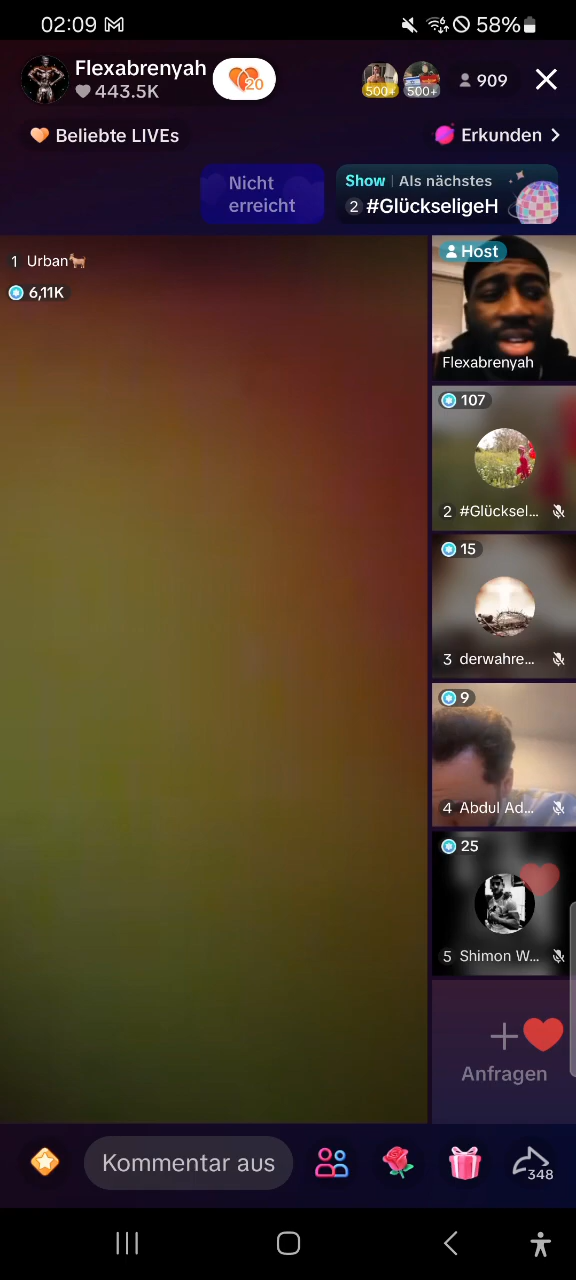 02:09
58%
Flexabrenyah
443.5K
20
500+
500+
909
Beliebte LIVEs
Erkunden
Nicht
erreicht
Show | Als nächstes
2 #GlückseligeH
1 Urban
6,11K
Host
Flexabrenyah
107
2 #Glücksel...
15
3 derwahre...
9
4 Abdul Ad...
25
5 Shimon W...
Anfragen
Kommentar aus
348